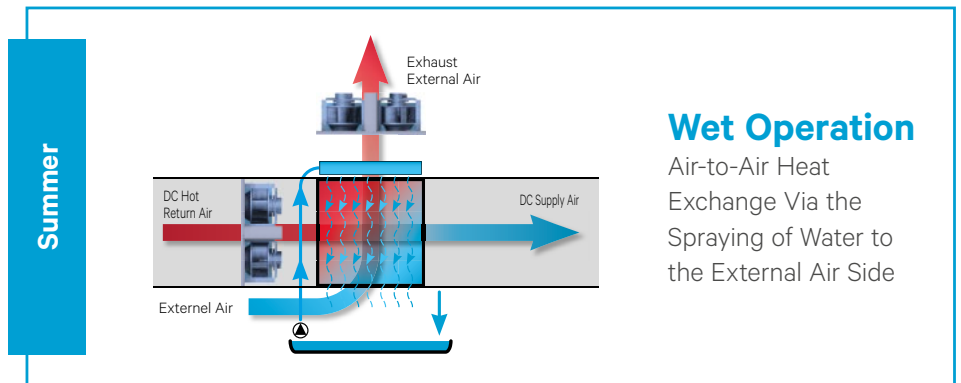 Summer
Exhaust
External Air
DC Hot
Return Air
DC Supply Air
Externel Air
Wet Operation
Air-to-Air Heat
Exchange Via the
Spraying of Water to
the External Air Side